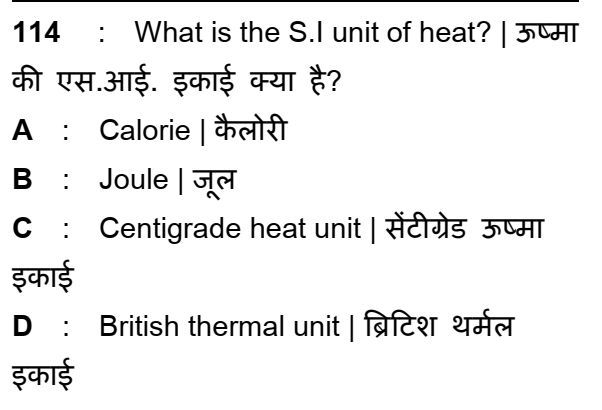 114 : What is the S.I unit of heat? | ऊष्मा
की एस.आई. इकाई क्या है?
A : Calorie | कैलोरी
B : Joule | जूल
C : Centigrade heat unit | सेंटीग्रेड ऊष्मा
इकाई
D : British thermal unit | ब्रिटिश थर्मल
इकाई